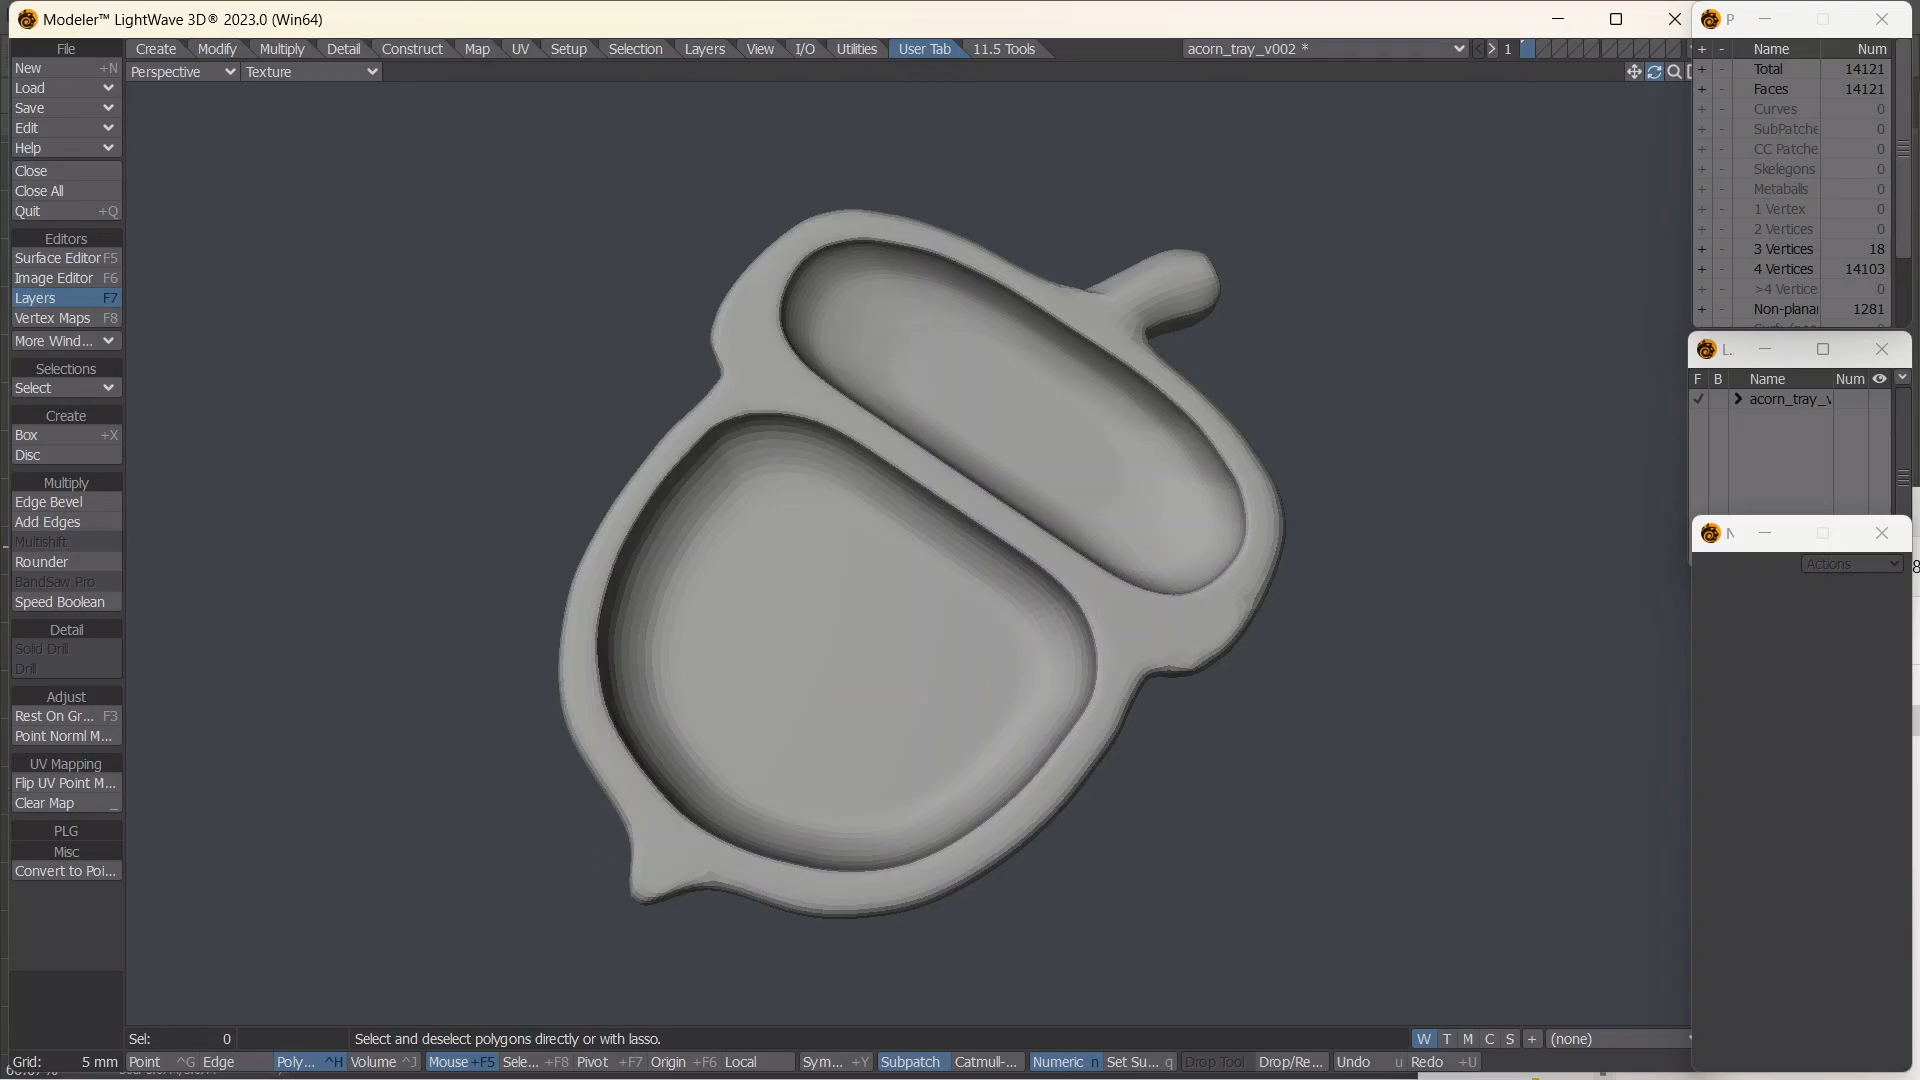 Modeler™ LightWave 3D® 2023.0 (Win64)
File Create Modify Multiply Detail Construct Map UV Setup Selection Layers View I/O Utilities User Tab 11.5 Tools acorn_tray_v002 * 1
New +N Perspective Texture
Load
Save
Edit
Help
Close
Close All
Quit +Q
Editors
Surface Editor F5
Image Editor F6
Layers F7
Vertex Maps F8
More Wind...
Selections
Select
Create
Box +X
Disc
Multiply
Edge Bevel
Add Edges
Multishift
Rounder
BandSaw Pro
Speed Boolean
Detail
Solid Drill
Drill
Adjust
Rest On Gr... F3
Point Norml M...
UV Mapping
Flip UV Point M...
Clear Map _
PLG
Misc
Convert to Poi...
P
+ - Name Num
+ - Total 14121
+ - Faces 14121
+ - Curves 0
+ - SubPatche 0
+ - CC Patche 0
+ - Skelegons 0
+ - Metaballs 0
+ - 1 Vertex 0
+ - 2 Vertices 0
+ - 3 Vertices 18
+ - 4 Vertices 14103
+ - >4 Vertice 0
+ - Non-planar 1281
L.
F B Name Num
acorn_tray_v
N
Actions
8
Sel: 0 Select and deselect polygons directly or with lasso. W T M C S + (none)
Grid: 5 mm Point ^G Edge Poly... ^H Volume ^J Mouse +F5 Sele... +F8 Pivot +F7 Origin +F6 Local Sym... +Y Subpatch Catmull-... Numeric n Set Su... q Drop Tool Drop/Re... Undo u Redo +U